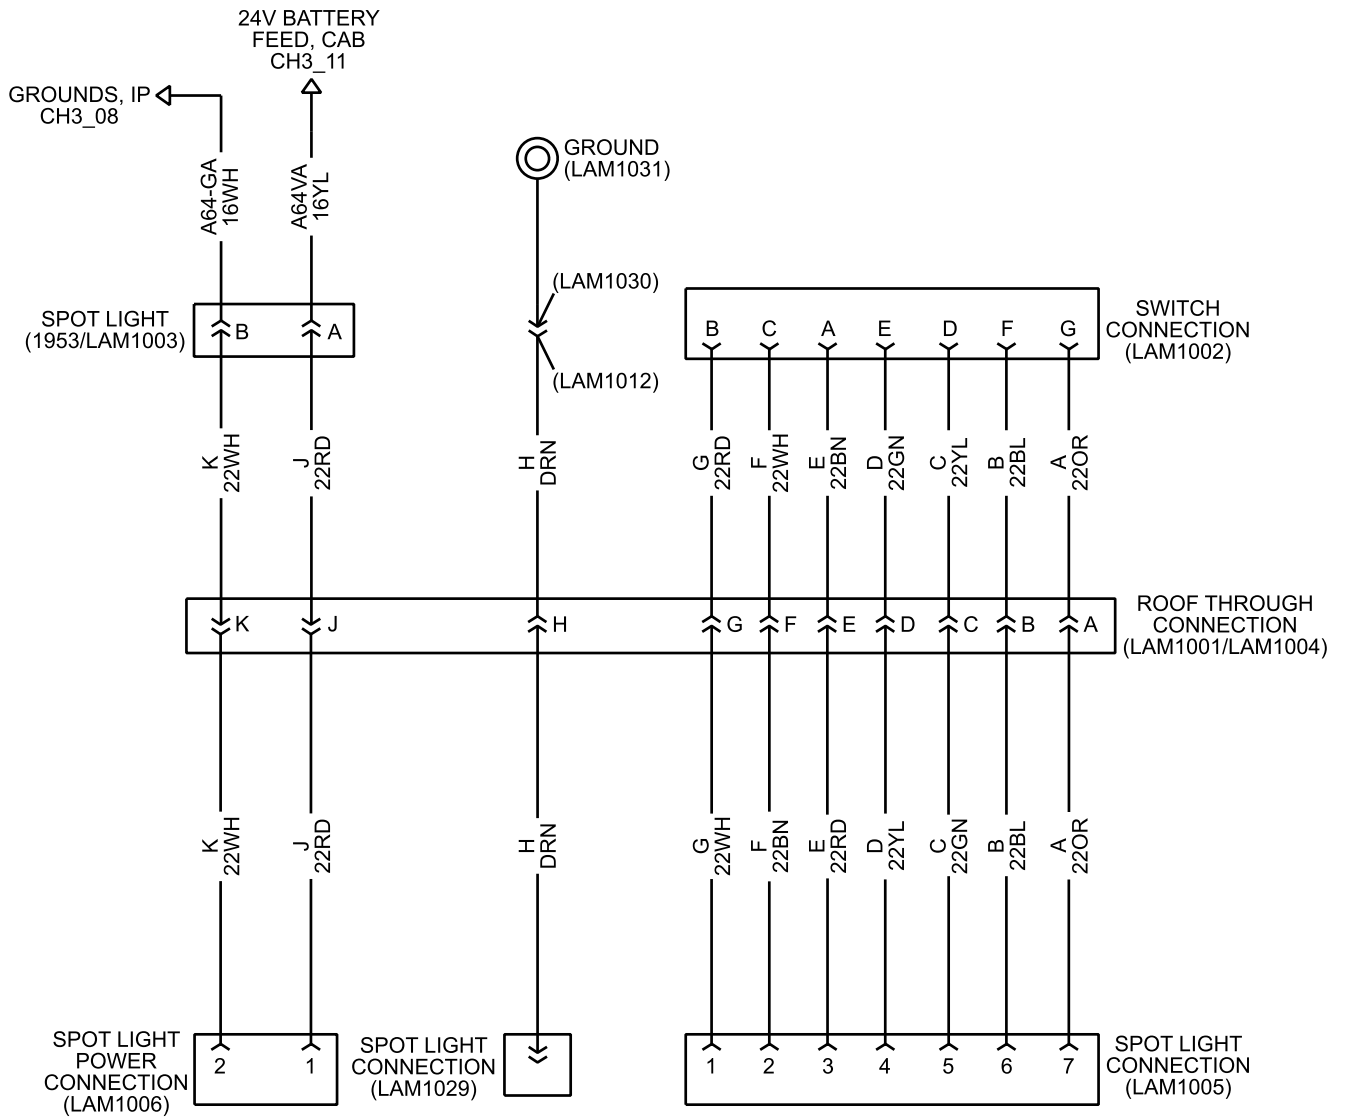 24V BATTERY
FEED, CAB
CH3_11
GROUNDS, IP
CH3_08
GROUND
(LAM1031)
A64-GA
16WH
A64VA
16YL
(LAM1030)
(LAM1012)
SPOT LIGHT
(1953/LAM1003)
B
A
B C A E D F G
SWITCH
CONNECTION
(LAM1002)
K
22WH
J
22RD
H
DRN
G
22RD
F
22WH
E
22BN
D
22GN
C
22YL
B
22BL
A
22OR
K J H G F E D C B A
ROOF THROUGH
CONNECTION
(LAM1001/LAM1004)
K
22WH
J
22RD
H
DRN
G
22WH
F
22BN
E
22RD
D
22YL
C
22GN
B
22BL
A
22OR
SPOT LIGHT
POWER
CONNECTION
(LAM1006)
2 1
SPOT LIGHT
CONNECTION
(LAM1029)
1 2 3 4 5 6 7
SPOT LIGHT
CONNECTION
(LAM1005)